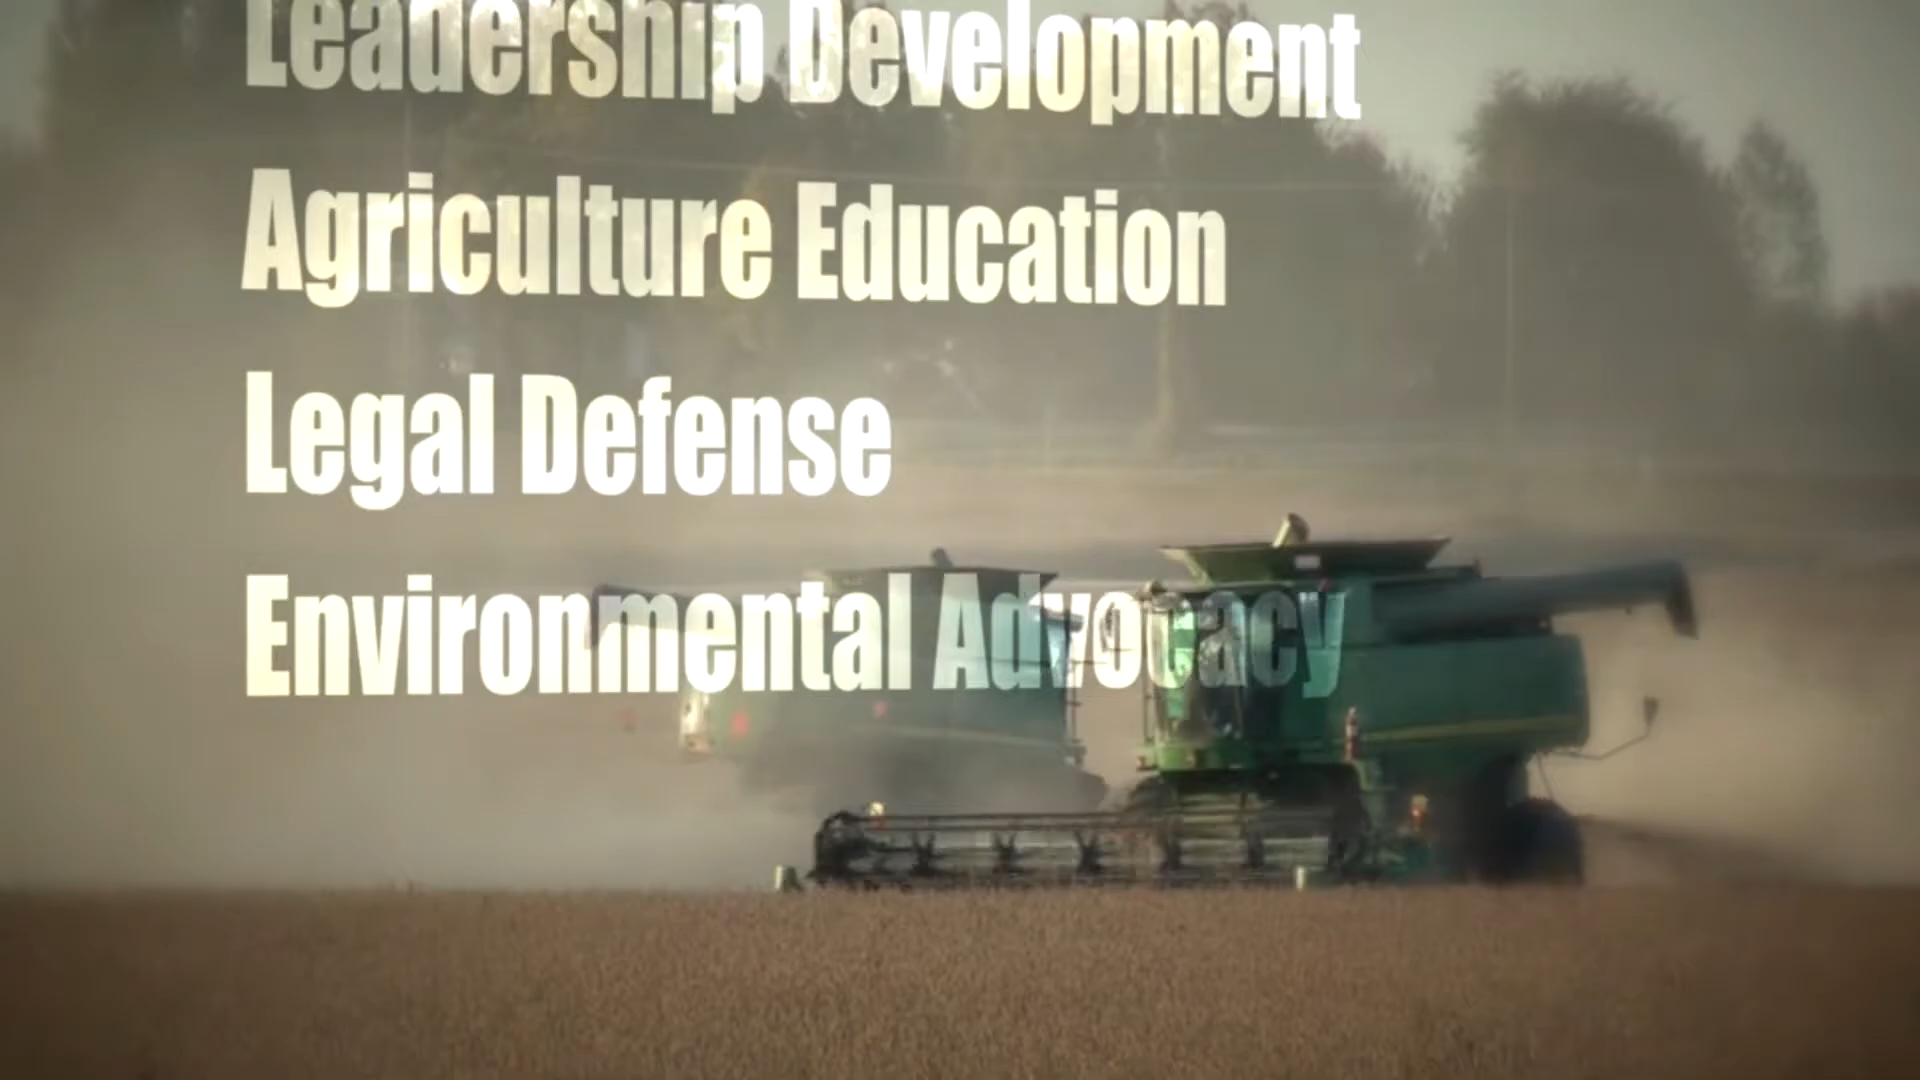 Leadership Development
Agriculture Education
Legal Defense
Environmental Advocacy